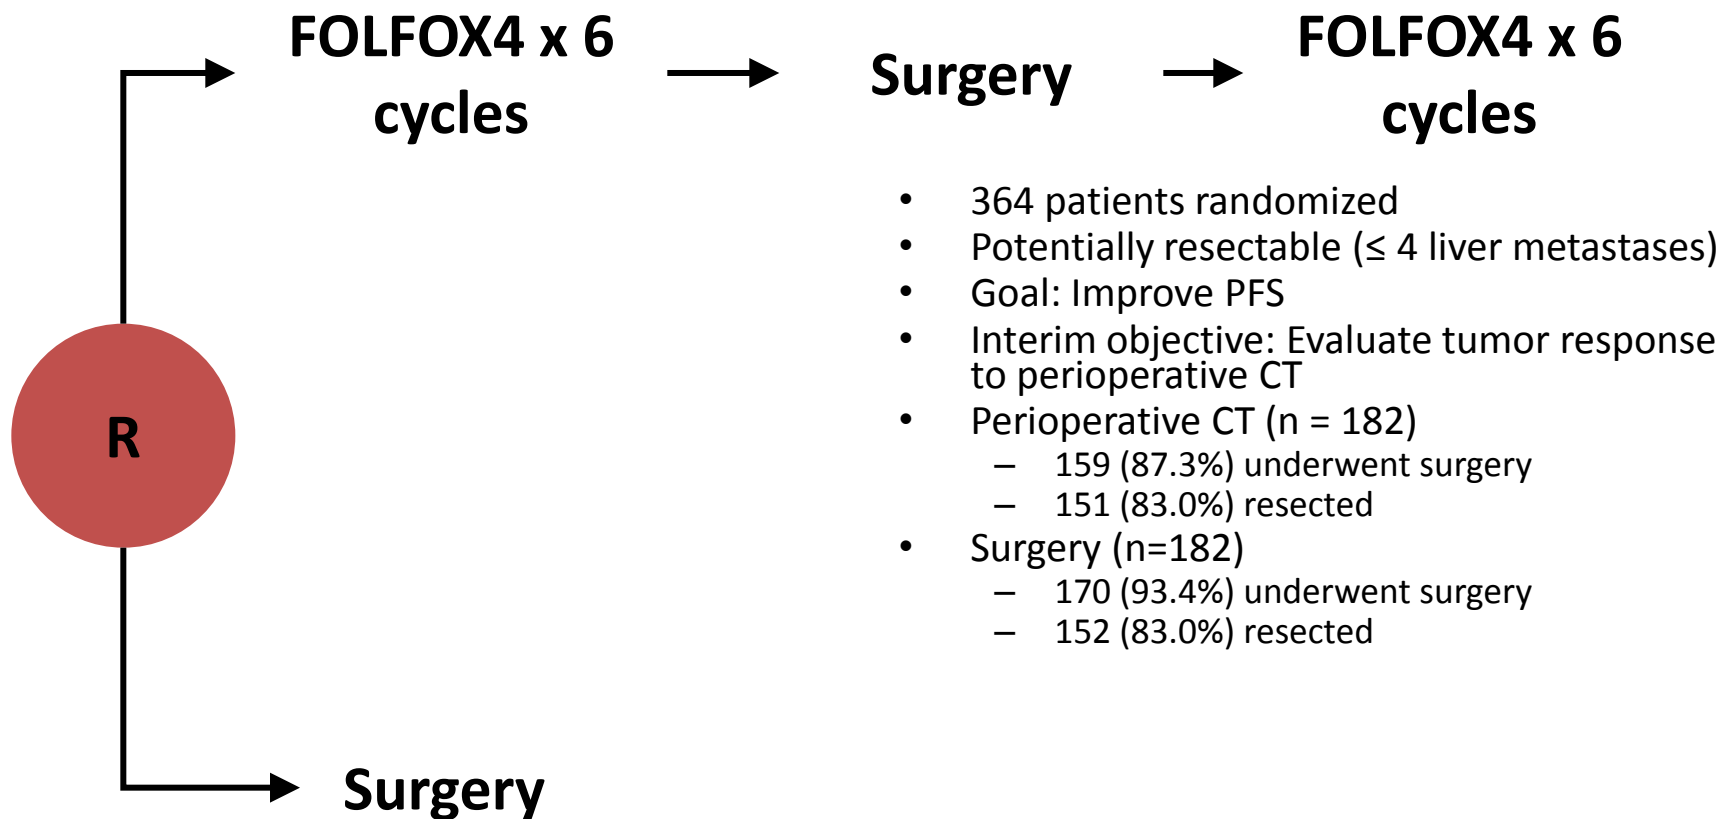 FOLFOX4 x 6
cycles
Surgery
FOLFOX4 x 6
cycles
• 364 patients randomized
• Potentially resectable (≤ 4 liver metastases)
• Goal: Improve PFS
• Interim objective: Evaluate tumor response
to perioperative CT
• Perioperative CT (n = 182)
– 159 (87.3%) underwent surgery
– 151 (83.0%) resected
• Surgery (n=182)
– 170 (93.4%) underwent surgery
– 152 (83.0%) resected
R
Surgery